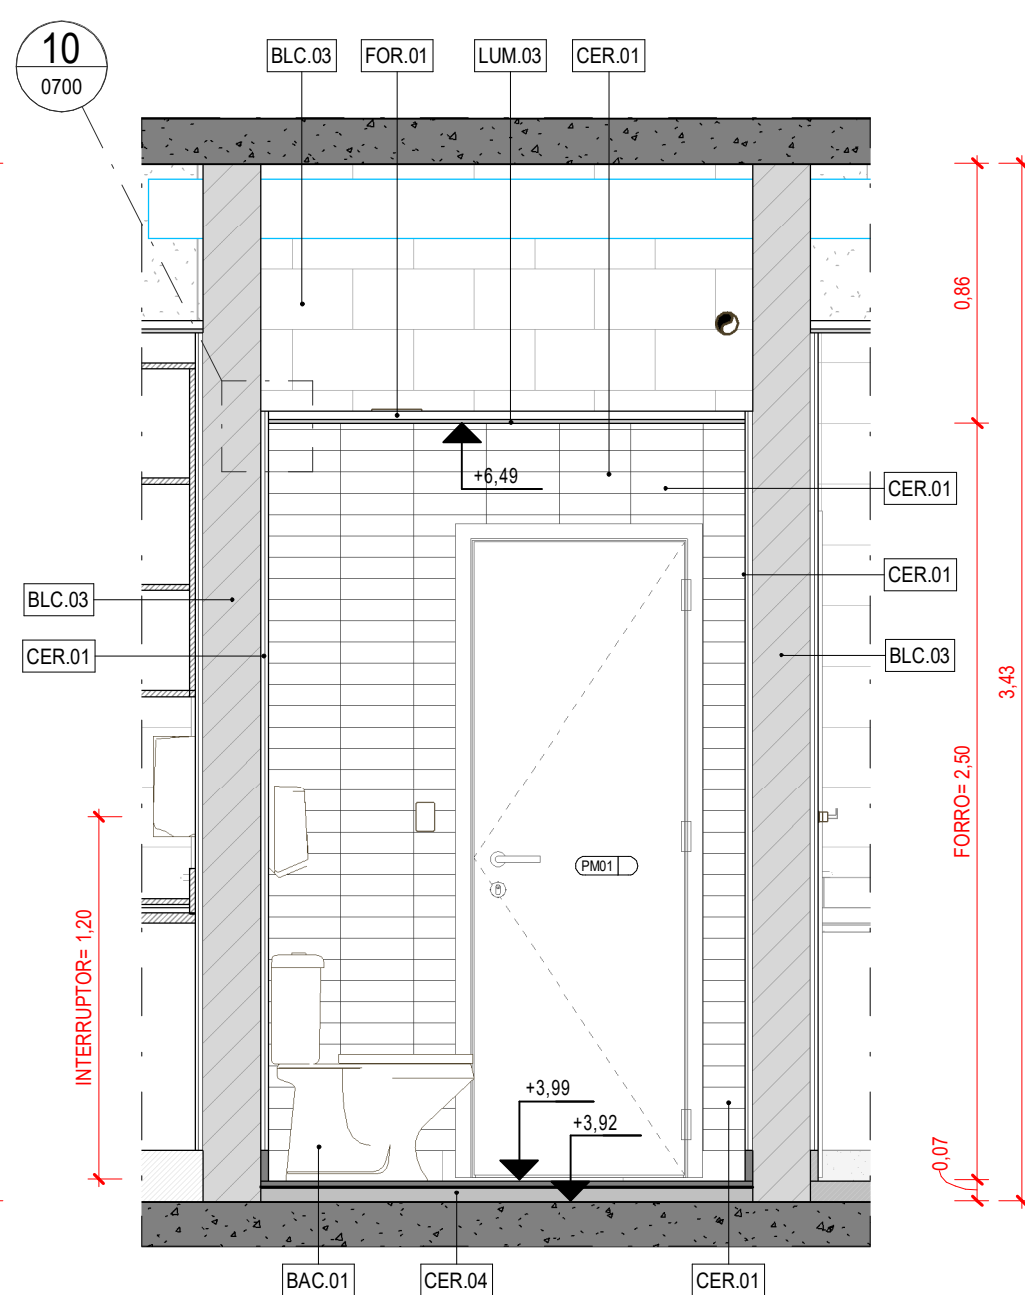 10
0700
BLC.03
FOR.01
LUM.03
CER.01
0,86
+6,49
CER.01
CER.01
BLC.03
CER.01
BLC.03
3,43
FORRO= 2,50
PM01
INTERRUPTOR= 1,20
+3,99
+3,92
0,07
BAC.01
CER.04
CER.01